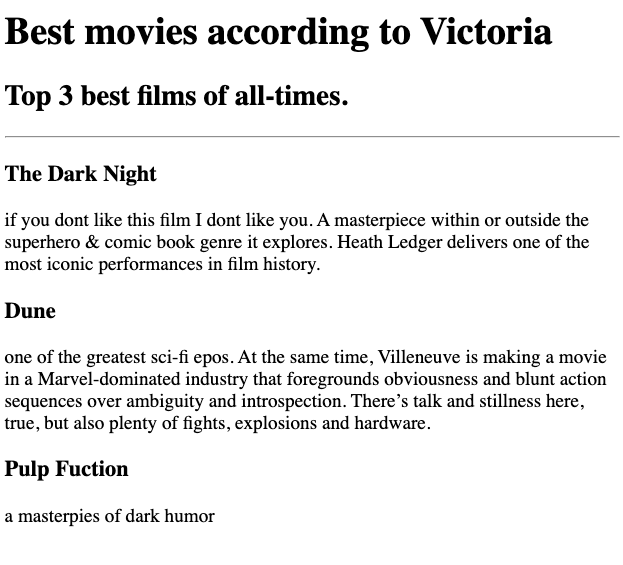 Best movies according to Victoria
Top 3 best films of all-times.
The Dark Night
if you dont like this film I dont like you. A masterpiece within or outside the
superhero & comic book genre it explores. Heath Ledger delivers one of the
most iconic performances in film history.
Dune
one of the greatest sci-fi epos. At the same time, Villeneuve is making a movie
in a Marvel-dominated industry that foregrounds obviousness and blunt action
sequences over ambiguity and introspection. There’s talk and stillness here,
true, but also plenty of fights, explosions and hardware.
Pulp Fuction
a masterpies of dark humor